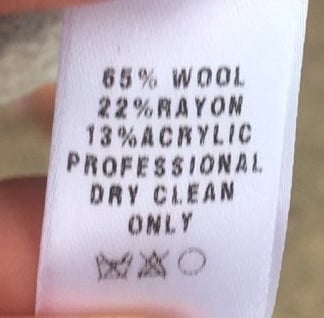 65% WOOL
22%RAYON
13%ACRYLIC
PROFESSIONAL
DRY CLEAN
ONLY